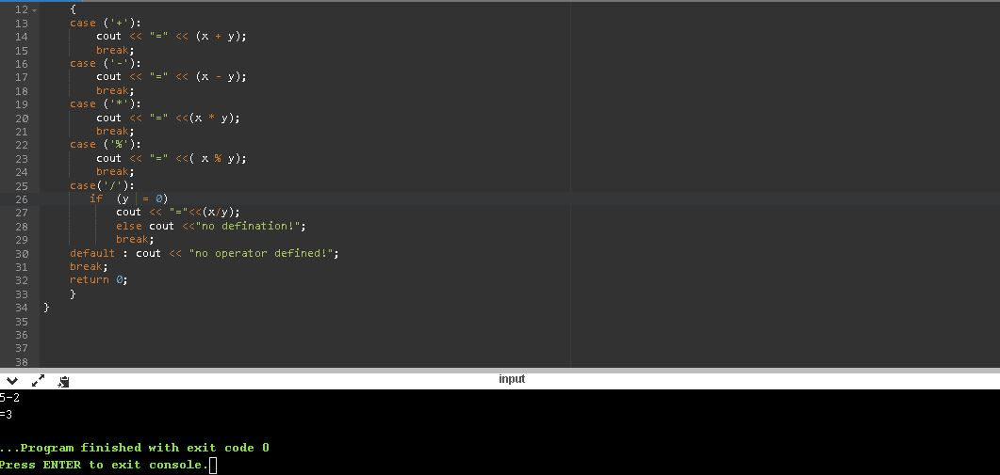 12 {
13 case ('+'):
14 cout << "=" << (x + y);
15 break;
16 case ('-'):
17 cout << "=" << (x - y);
18 break;
19 case ('*'):
20 cout << "=" <<(x * y);
21 break;
22 case ('%'):
23 cout << "=" <<( x % y);
24 break;
25 case('/'):
26 if (y = 0)
27 cout << "="<<(x/y);
28 else cout <<"no defination!";
29 break;
30 default : cout << "no operator defined!";
31 break;
32 return 0;
33 }
34 }
35
36
37
38
input
5-2
=3
...Program finished with exit code 0
Press ENTER to exit console.